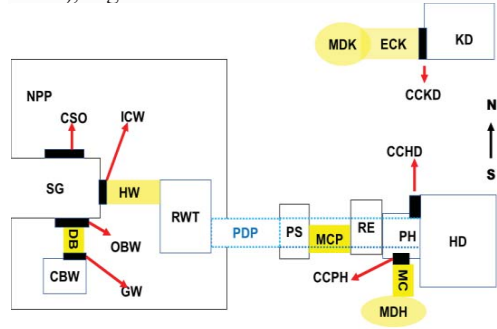 MDK ECK KD
NPP
CCKD
CSO ICW
N
CCHD
S
SG HW
RWT
PDP PS MCP RE PH HD
DB
OBW
CBW
CCPH MC
GW
MDH